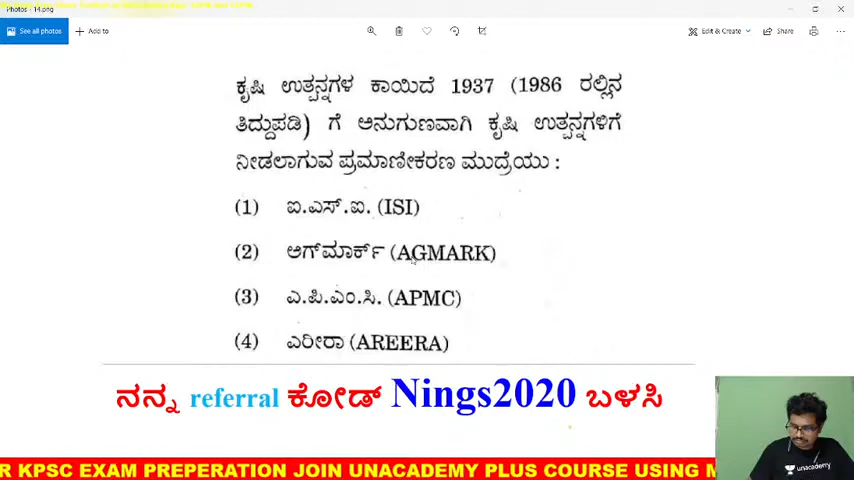 Photos - 14.png
See all photos
Add to
Edit & Create
Share
ಕೃಷಿ ಉತ್ಪನ್ನಗಳ ಕಾಯಿದೆ 1937 (1986 ರಲ್ಲಿನ
ತಿದ್ದುಪಡಿ) ಗೆ ಅನುಗುಣವಾಗಿ ಕೃಷಿ ಉತ್ಪನ್ನಗಳಿಗೆ
ನೀಡಲಾಗುವ ಪ್ರಮಾಣೀಕರಣ ಮುದ್ರೆಯು :
(1) ಐ.ಎಸ್.ಐ. (ISI)
(2) ಅಗ್‌ಮಾರ್ಕ್ (AGMARK)
(3) ಎ.ಪಿ.ಎಂ.ಸಿ. (APMC)
(4) ಎರೀರಾ (AREERA)
ನನ್ನ referral ಕೋಡ್ Nings2020 ಬಳಸಿ
unacademy
R KPSC EXAM PREPERATION JOIN UNACADEMY PLUS COURSE USING M